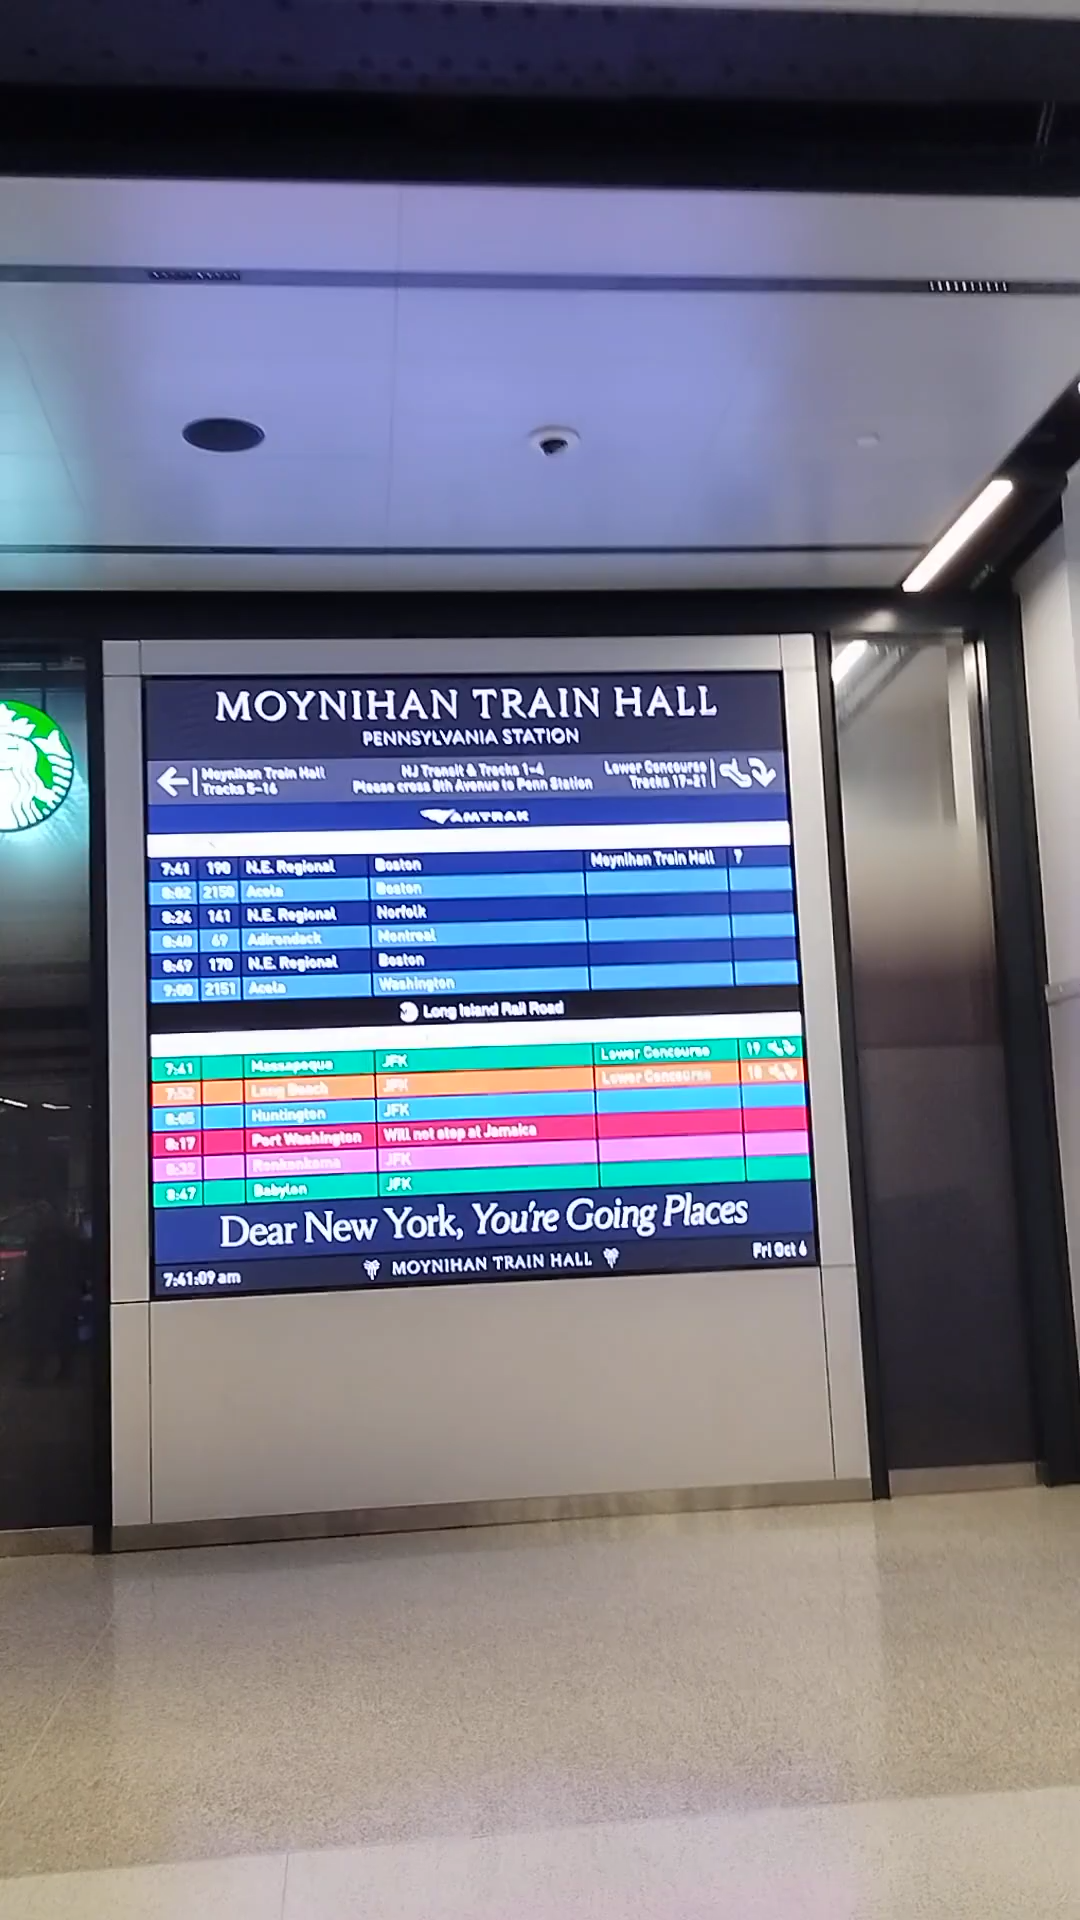 MOYNIHAN TRAIN HALL
PENNSYLVANIA STATION
Moynihan Train Hall
Tracks 5-16
NJ Transit & Tracks 1-4
Please cross 8th Avenue to Penn Station
Lower Concourse
Tracks 17-21
AMTRAK
7:41 190 N.E. Regional Boston Moynihan Train Hall 7
8:02 2150 Acela Boston
8:24 141 N.E. Regional Norfolk
8:40 69 Adirondack Montreal
8:49 170 N.E. Regional Boston
9:00 2151 Acela Washington
Long Island Rail Road
7:41 Massapequa JFK Lower Concourse 19
7:52 Long Beach JFK Lower Concourse 18
8:05 Huntington JFK
8:17 Port Washington Will not stop at Jamaica
8:32 Ronkonkoma JFK
8:47 Babylon JFK
Dear New York, You're Going Places
7:41:09 am MOYNIHAN TRAIN HALL Fri Oct 6